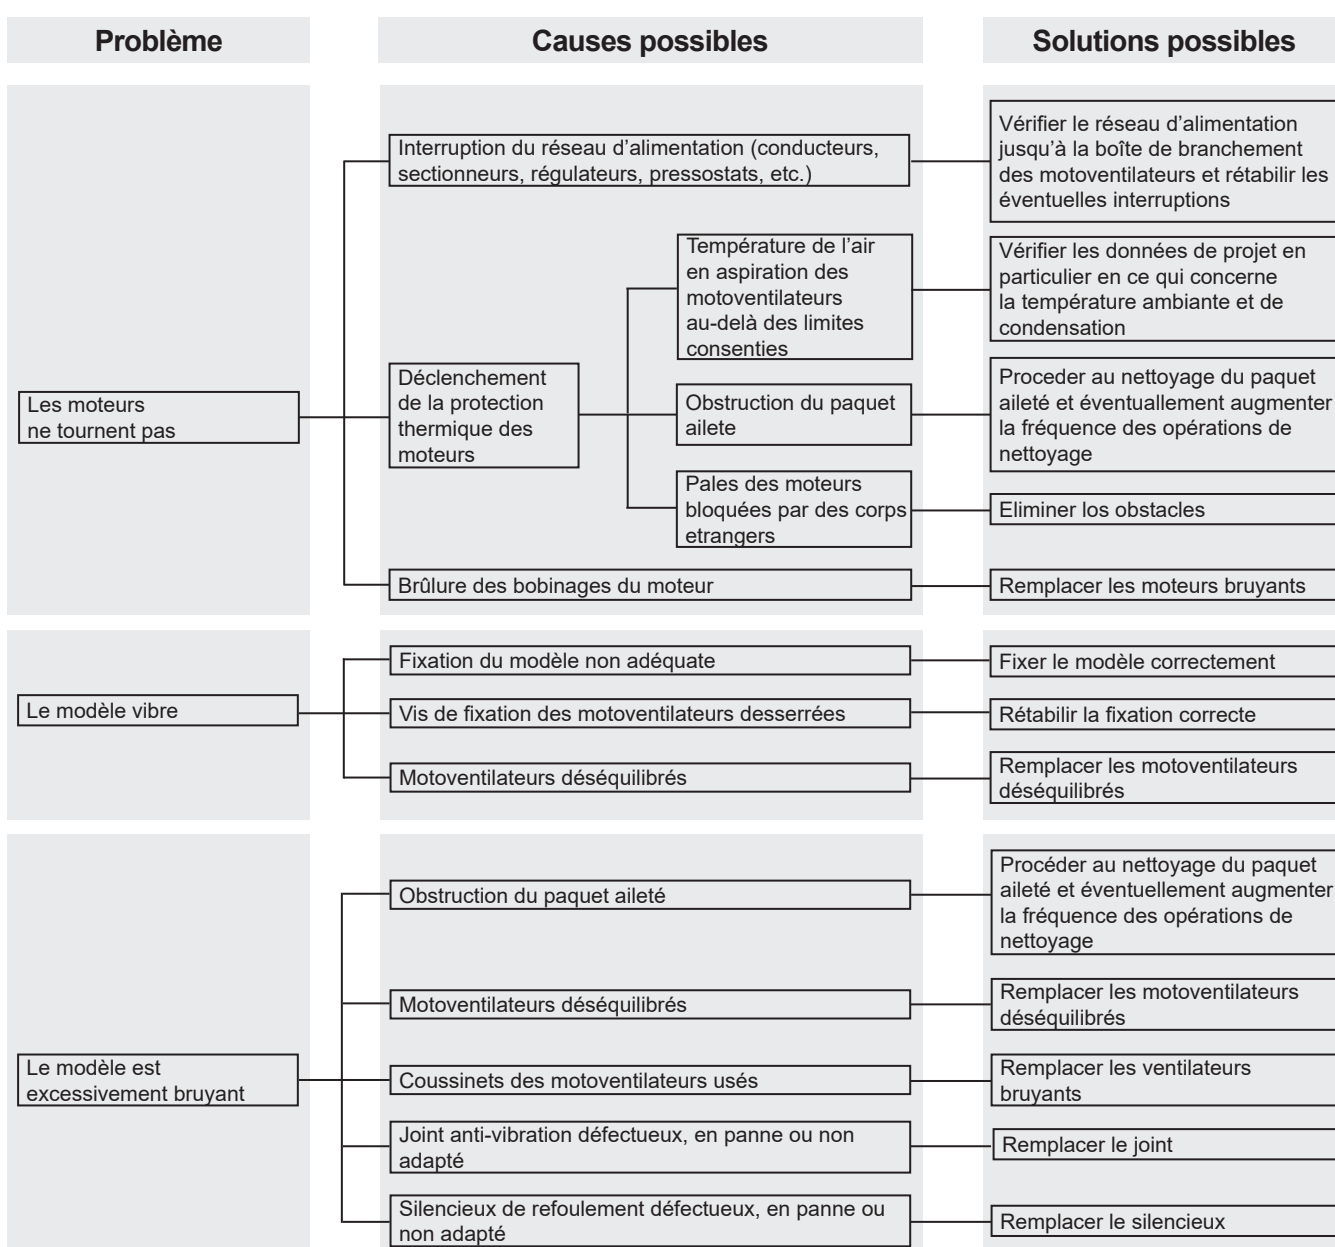 Problème
Causes possibles
Solutions possibles
Les moteurs
ne tournent pas
Interruption du réseau d’alimentation (conducteurs,
sectionneurs, régulateurs, pressostats, etc.)
Vérifier le réseau d’alimentation
jusqu’à la boîte de branchement
des motoventilateurs et rétabilir les
éventuelles interruptions
Déclenchement
de la protection
thermique des
moteurs
Température de l’air
en aspiration des
motoventilateurs
au-delà des limites
consenties
Vérifier les données de projet en
particulier en ce qui concerne
la température ambiante et de
condensation
Obstruction du paquet
ailete
Proceder au nettoyage du paquet
aileté et éventuallement augmenter
la fréquence des opérations de
nettoyage
Pales des moteurs
bloquées par des corps
etrangers
Eliminer los obstacles
Brûlure des bobinages du moteur
Remplacer les moteurs bruyants
Le modèle vibre
Fixation du modèle non adéquate
Fixer le modèle correctement
Vis de fixation des motoventilateurs desserrées
Rétabilir la fixation correcte
Motoventilateurs déséquilibrés
Remplacer les motoventilateurs
déséquilibrés
Le modèle est
excessivement bruyant
Obstruction du paquet aileté
Procéder au nettoyage du paquet
aileté et éventuellement augmenter
la fréquence des opérations de
nettoyage
Motoventilateurs déséquilibrés
Remplacer les motoventilateurs
déséquilibrés
Coussinets des motoventilateurs usés
Remplacer les ventilateurs
bruyants
Joint anti-vibration défectueux, en panne ou non
adapté
Remplacer le joint
Silencieux de refoulement défectueux, en panne ou
non adapté
Remplacer le silencieux